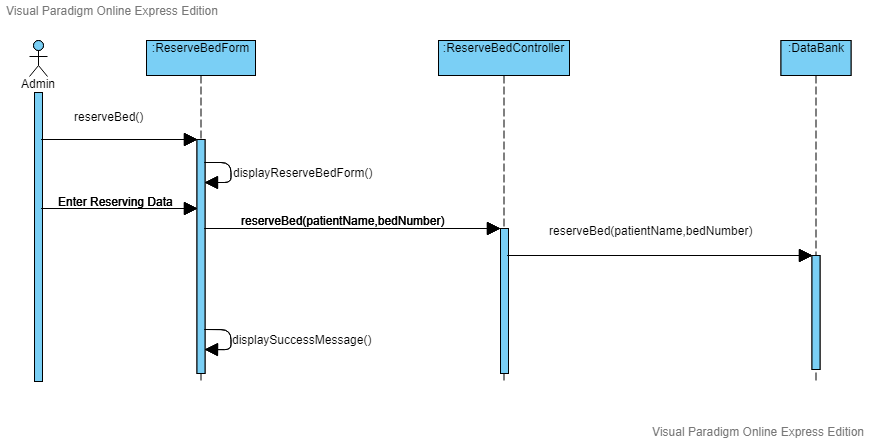 Visual Paradigm Online Express Edition
:ReserveBedForm
:ReserveBedController
:DataBank
Admin
reserveBed()
displayReserveBedForm()
Enter Reserving Data
reserveBed(patientName,bedNumber)
reserveBed(patientName,bedNumber)
displaySuccessMessage()
Visual Paradigm Online Express Edition